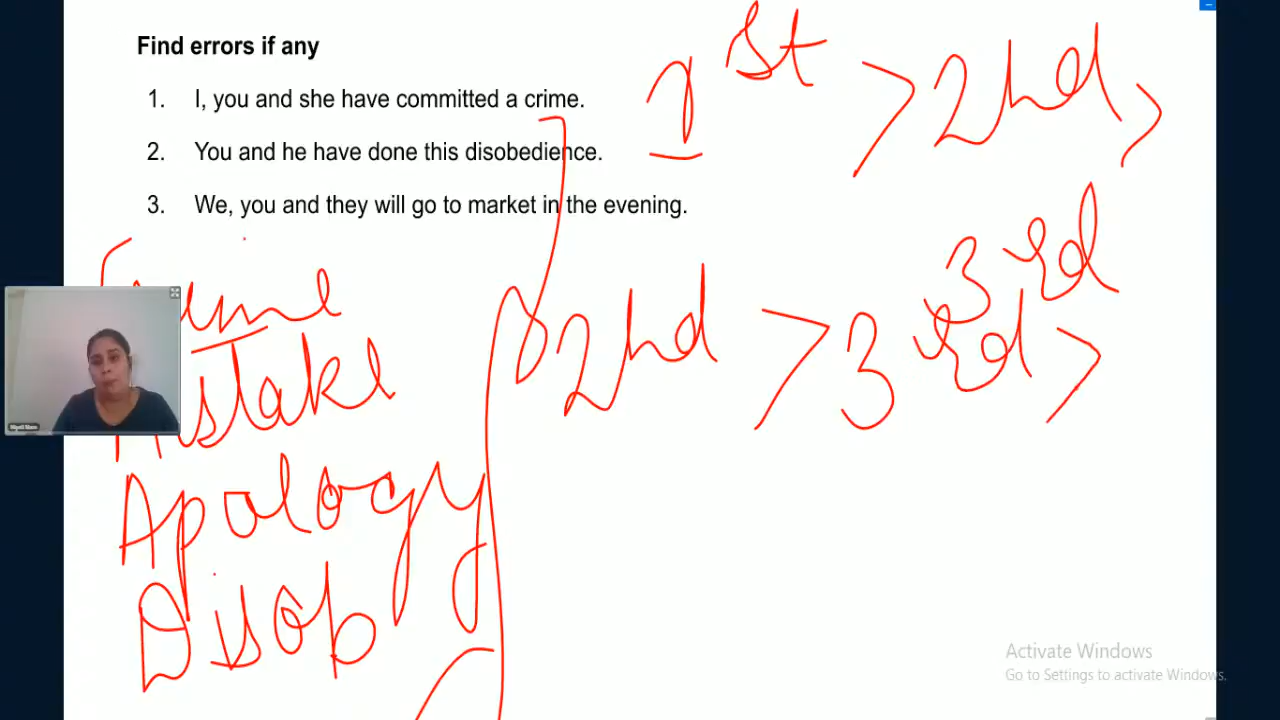 Find errors if any
1. I, you and she have committed a crime.
2. You and he have done this disobedience.
3. We, you and they will go to market in the evening.
1st > 2nd >
3rd
2nd > 3rd >
Apology
Disob
Activate Windows
Go to Settings to activate Windows.